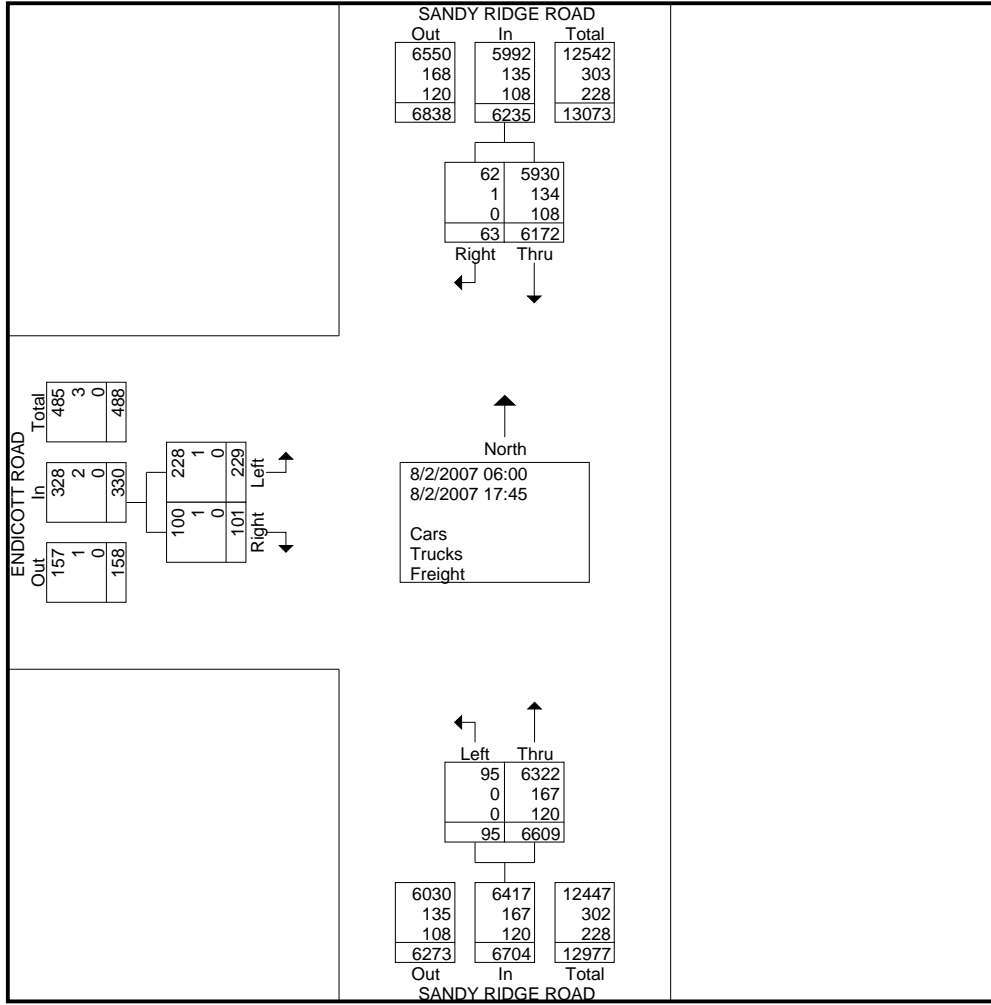 SANDY RIDGE ROAD
Out In Total
6550 5992 12542
168 135 303
120 108 228
6838 6235 13073
62 5930
1 134
0 108
63 6172
Right Thru
ENDICOTT ROAD
Total
485 3 0 488
In
328 2 0 330
Out
157 1 0 158
228 1 0 229
Left
100 1 0 101
Right
North
8/2/2007 06:00
8/2/2007 17:45
Cars
Trucks
Freight
Left Thru
95 6322
0 167
0 120
95 6609
6030 6417 12447
135 167 302
108 120 228
6273 6704 12977
Out In Total
SANDY RIDGE ROAD